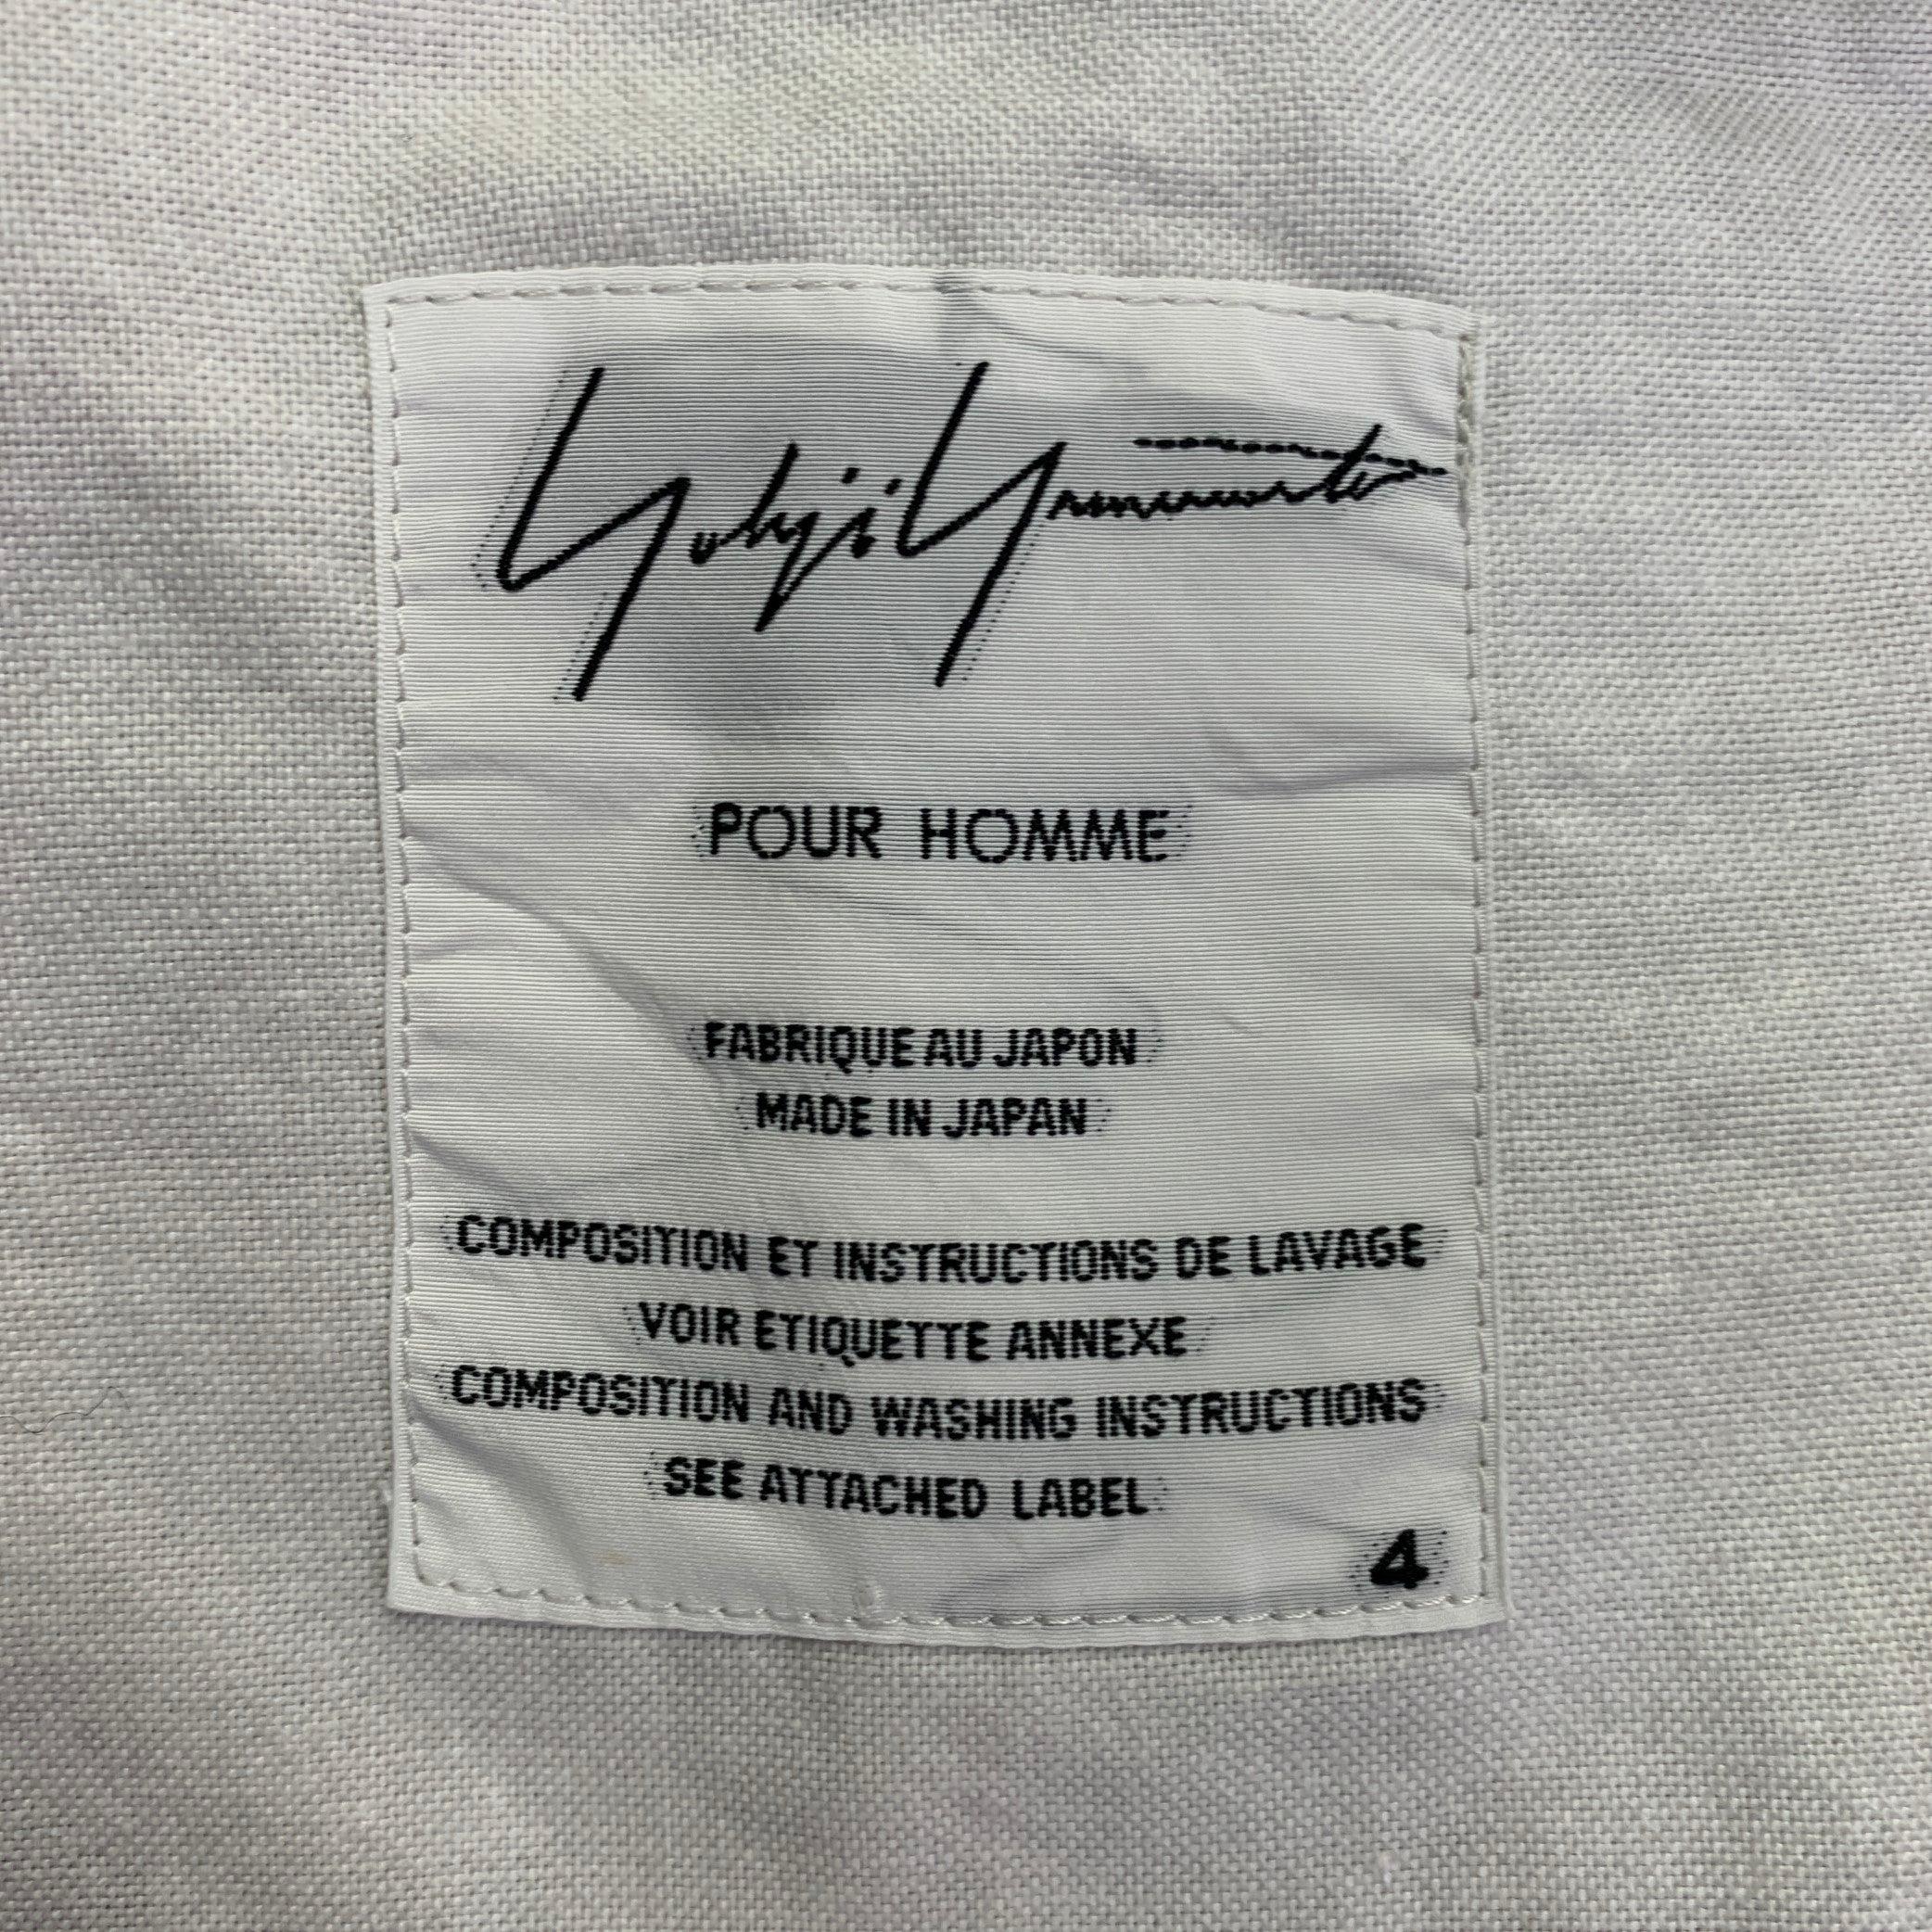 Yohji Yamamoto
POUR HOMME
FABRIQUE AU JAPON
MADE IN JAPAN
COMPOSITION ET INSTRUCTIONS DE LAVAGE
VOIR ETIQUETTE ANNEXE
COMPOSITION AND WASHING INSTRUCTIONS
SEE ATTACHED LABEL
4